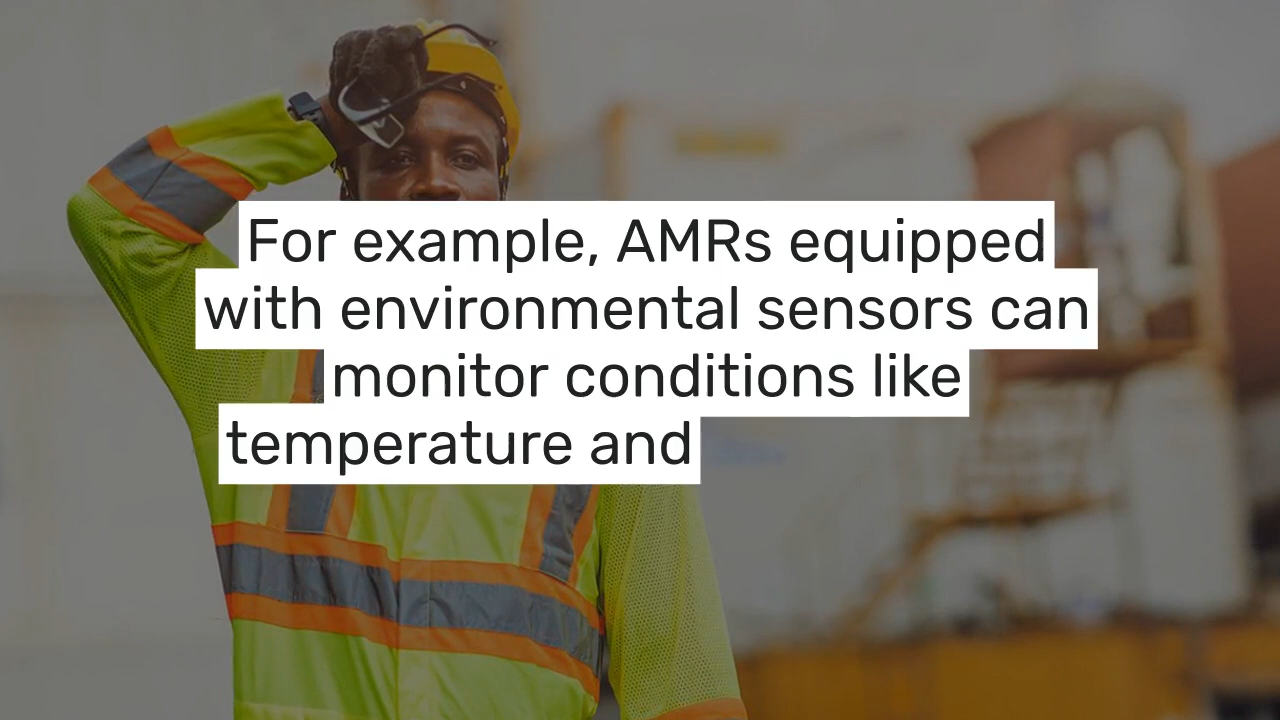 For example, AMRs equipped
with environmental sensors can
monitor conditions like
temperature and